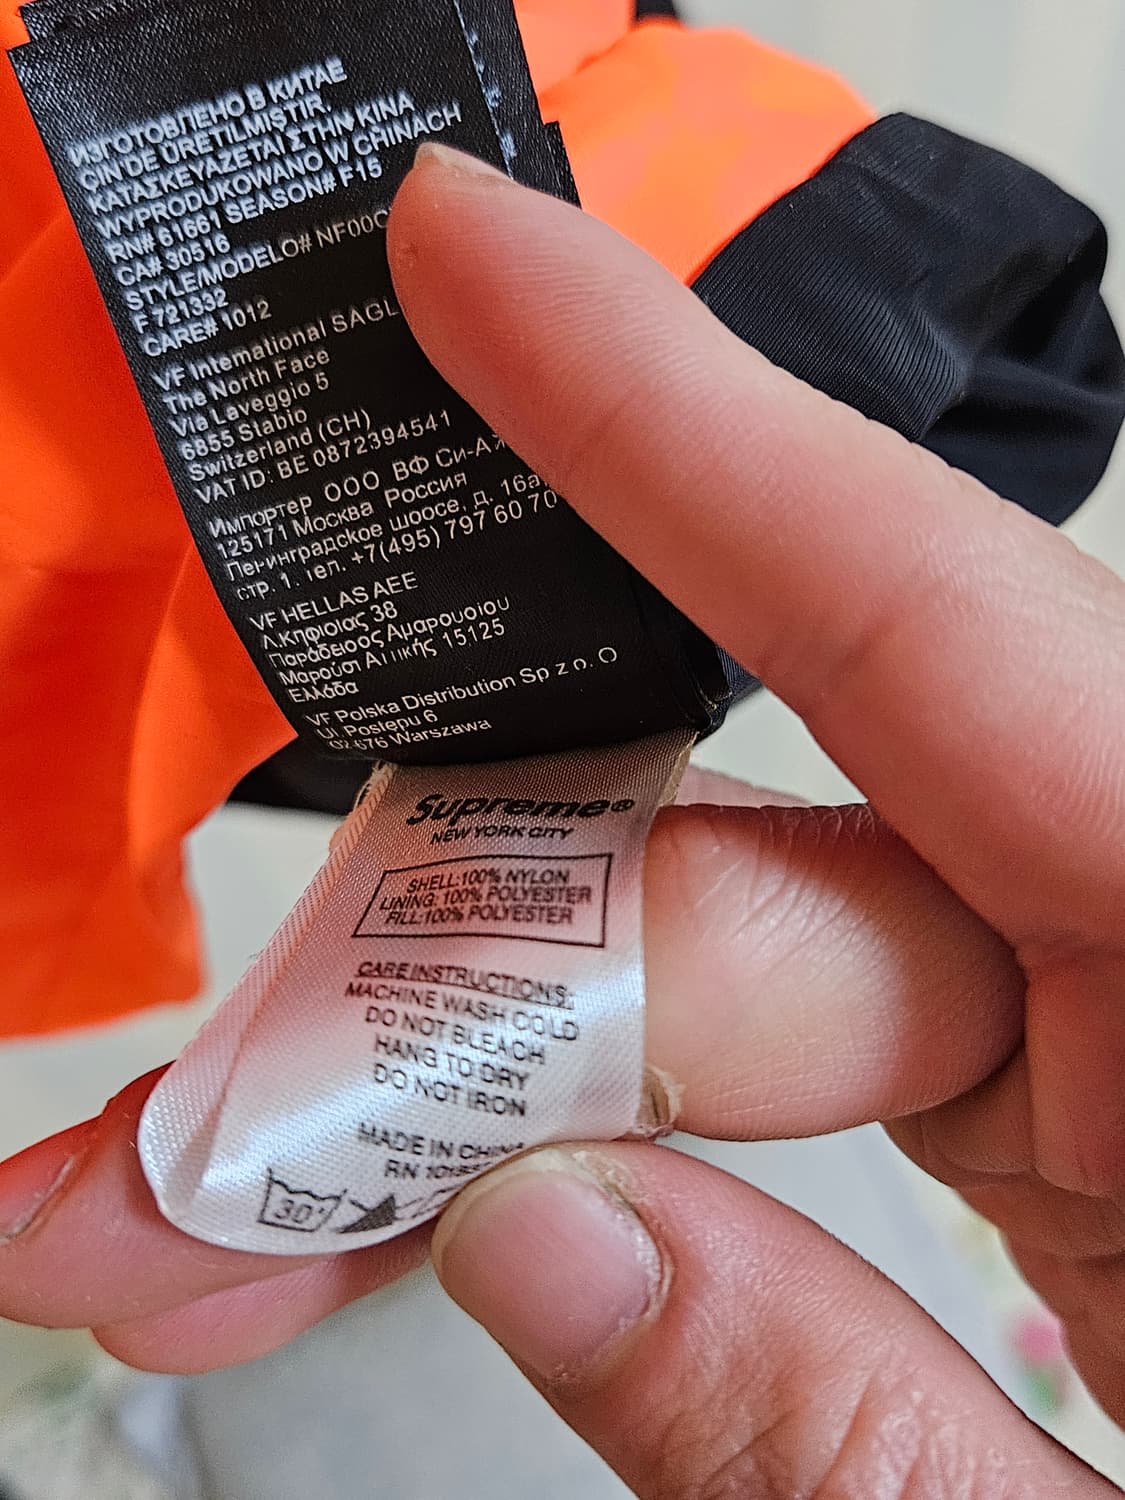 ИЗГОТОВЛЕНО В КИТАЕ
ÇİN'DE ÜRETİLMİŞTİR.
ΚΑΤΑΣΚΕΥΑΖΕΤΑΙ ΣΤΗΝ ΚΙΝΑ
WYPRODUKOWANO W CHINACH
RN# 61661 SEASON# F15
CA# 30516
STYLE/MODELO# NF00C
F 721332
CARE# 1012
VF International SAGL
The North Face
Via Laveggio 5
6855 Stabio
Switzerland (CH)
VAT ID: BE 0872394541
Импортер ООО ВФ Си-А
125171 Москва Россия
Ленинградское шоосе, д. 16а
стр. 1. тел. +7(495) 797 60 70
VF HELLAS AEE
Λ.Κηφισιας 38
Παράδεισος Αμαρουσιου
Μαρούσι Αττικής 15125
Ελλάδα
VF Polska Distribution Sp z o. O
Ul. Postepu 6
02 676 Warszawa
Supreme®
NEW YORK CITY
SHELL:100% NYLON
LINING: 100% POLYESTER
FILL:100% POLYESTER
CARE INSTRUCTIONS:
MACHINE WASH COLD
DO NOT BLEACH
HANG TO DRY
DO NOT IRON
MADE IN CHINA
RN 10185
30°